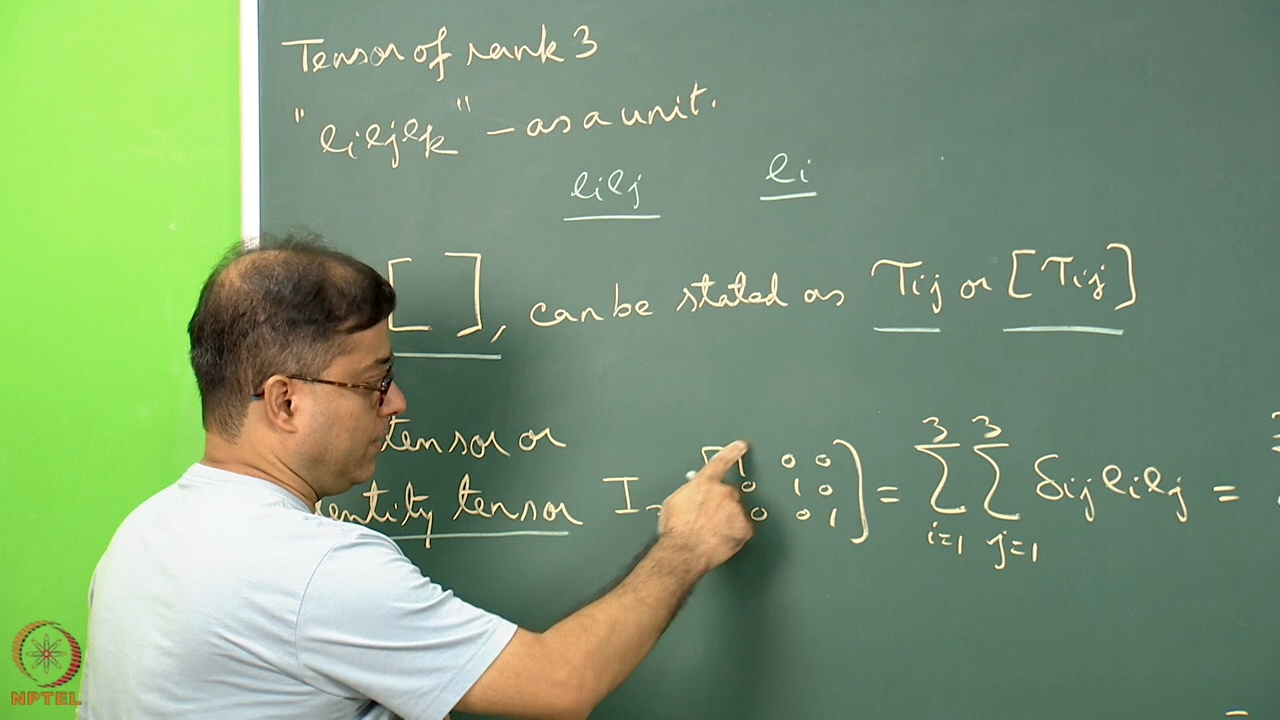 Tensor of rank 3
"eiejek" - as a unit.
eiej ei
[ ], can be stated as Tij or [Tij]
tensor or
entity tensor I = [1 0 0
0 1 0
0 0 1] = 3∑i=1 3∑j=1 δij eiej =
NPTEL